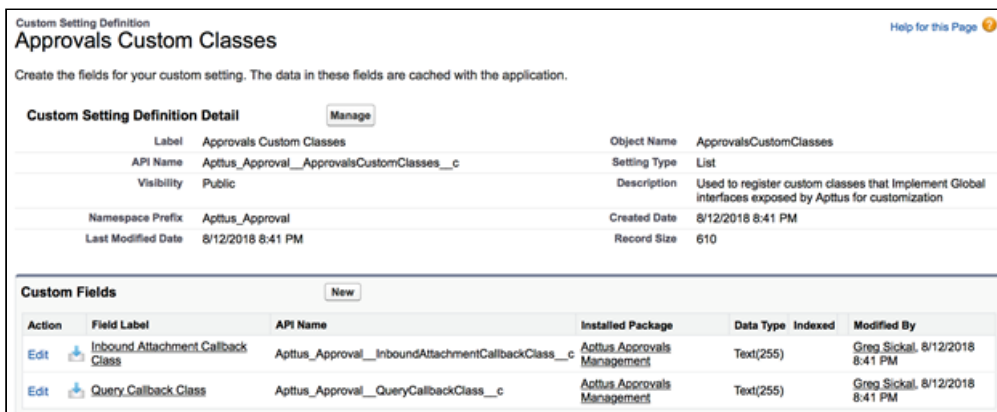 Custom Setting Definition
Approvals Custom Classes
Help for this Page
Create the fields for your custom setting. The data in these fields are cached with the application.
Custom Setting Definition Detail Manage
Label Approvals Custom Classes Object Name ApprovalsCustomClasses
API Name Apttus_Approval__ApprovalsCustomClasses__c Setting Type List
Visibility Public Description Used to register custom classes that Implement Global
interfaces exposed by Apttus for customization
Namespace Prefix Apttus_Approval Created Date 8/12/2018 8:41 PM
Last Modified Date 8/12/2018 8:41 PM Record Size 610
Custom Fields New
Action Field Label API Name Installed Package Data Type Indexed Modified By
Edit Inbound Attachment Callback Class Apttus_Approval__InboundAttachmentCallbackClass__c Apttus Approvals Management Text(255) Greg Sickal, 8/12/2018 8:41 PM
Edit Query Callback Class Apttus_Approval__QueryCallbackClass__c Apttus Approvals Management Text(255) Greg Sickal, 8/12/2018 8:41 PM